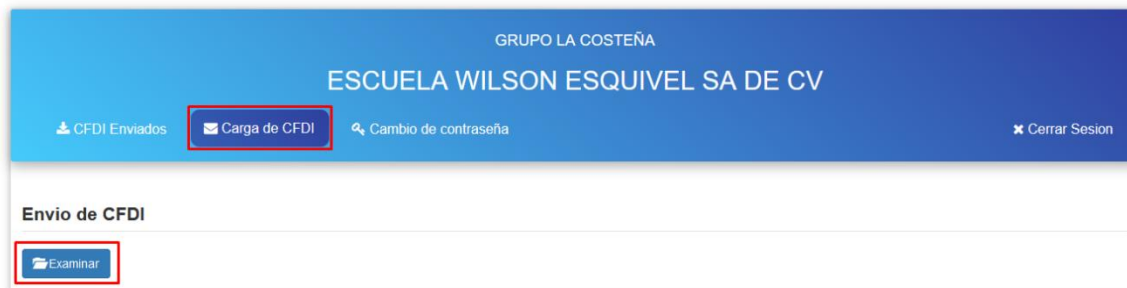 GRUPO LA COSTEÑA
ESCUELA WILSON ESQUIVEL SA DE CV
CFDI Enviados Carga de CFDI Cambio de contraseña Cerrar Sesion
Envio de CFDI
Examinar